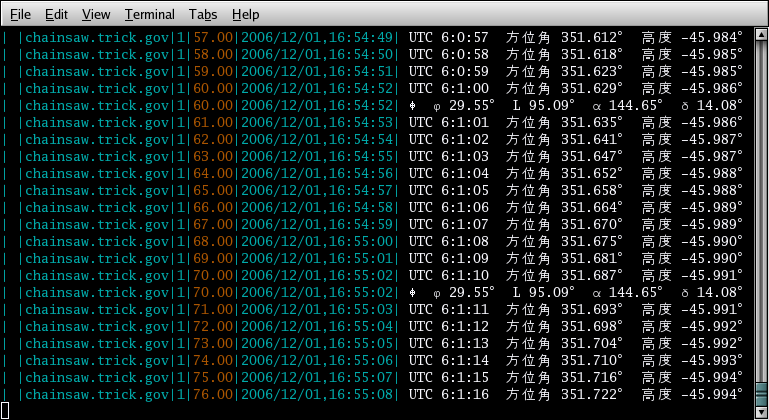 File Edit View Terminal Tabs Help
| |chainsaw.trick.gov|1|57.00|2006/12/01,16:54:49| UTC 6:0:57 方位角 351.612° 高度 -45.984°
| |chainsaw.trick.gov|1|58.00|2006/12/01,16:54:50| UTC 6:0:58 方位角 351.618° 高度 -45.985°
| |chainsaw.trick.gov|1|59.00|2006/12/01,16:54:51| UTC 6:0:59 方位角 351.623° 高度 -45.985°
| |chainsaw.trick.gov|1|60.00|2006/12/01,16:54:52| UTC 6:1:00 方位角 351.629° 高度 -45.986°
| |chainsaw.trick.gov|1|60.00|2006/12/01,16:54:52| Φ φ 29.55° L 95.09° α 144.65° δ 14.08°
| |chainsaw.trick.gov|1|61.00|2006/12/01,16:54:53| UTC 6:1:01 方位角 351.635° 高度 -45.986°
| |chainsaw.trick.gov|1|62.00|2006/12/01,16:54:54| UTC 6:1:02 方位角 351.641° 高度 -45.987°
| |chainsaw.trick.gov|1|63.00|2006/12/01,16:54:55| UTC 6:1:03 方位角 351.647° 高度 -45.987°
| |chainsaw.trick.gov|1|64.00|2006/12/01,16:54:56| UTC 6:1:04 方位角 351.652° 高度 -45.988°
| |chainsaw.trick.gov|1|65.00|2006/12/01,16:54:57| UTC 6:1:05 方位角 351.658° 高度 -45.988°
| |chainsaw.trick.gov|1|66.00|2006/12/01,16:54:58| UTC 6:1:06 方位角 351.664° 高度 -45.989°
| |chainsaw.trick.gov|1|67.00|2006/12/01,16:54:59| UTC 6:1:07 方位角 351.670° 高度 -45.989°
| |chainsaw.trick.gov|1|68.00|2006/12/01,16:55:00| UTC 6:1:08 方位角 351.675° 高度 -45.990°
| |chainsaw.trick.gov|1|69.00|2006/12/01,16:55:01| UTC 6:1:09 方位角 351.681° 高度 -45.990°
| |chainsaw.trick.gov|1|70.00|2006/12/01,16:55:02| UTC 6:1:10 方位角 351.687° 高度 -45.991°
| |chainsaw.trick.gov|1|70.00|2006/12/01,16:55:02| Φ φ 29.55° L 95.09° α 144.65° δ 14.08°
| |chainsaw.trick.gov|1|71.00|2006/12/01,16:55:03| UTC 6:1:11 方位角 351.693° 高度 -45.991°
| |chainsaw.trick.gov|1|72.00|2006/12/01,16:55:04| UTC 6:1:12 方位角 351.698° 高度 -45.992°
| |chainsaw.trick.gov|1|73.00|2006/12/01,16:55:05| UTC 6:1:13 方位角 351.704° 高度 -45.992°
| |chainsaw.trick.gov|1|74.00|2006/12/01,16:55:06| UTC 6:1:14 方位角 351.710° 高度 -45.993°
| |chainsaw.trick.gov|1|75.00|2006/12/01,16:55:07| UTC 6:1:15 方位角 351.716° 高度 -45.994°
| |chainsaw.trick.gov|1|76.00|2006/12/01,16:55:08| UTC 6:1:16 方位角 351.722° 高度 -45.994°